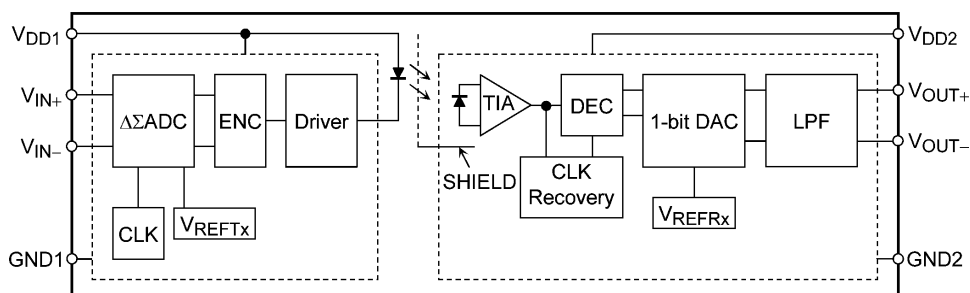 VDD1
VDD2
VIN+
VIN−
ΔΣADC
ENC
Driver
TIA
DEC
1-bit DAC
LPF
VOUT+
VOUT−
SHIELD
CLK
Recovery
CLK
VREFTx
VREFRx
GND1
GND2